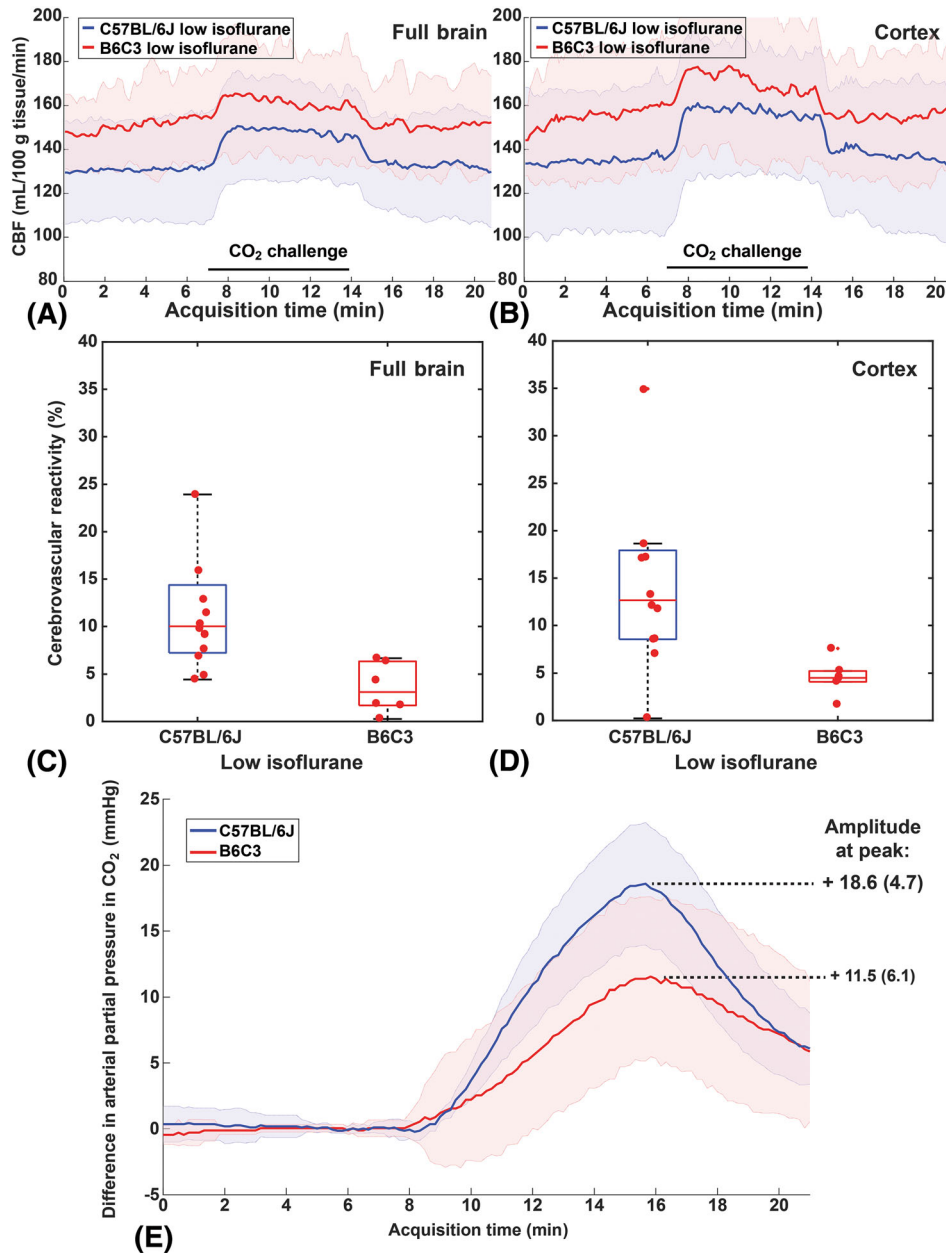 200
180
160
140
120
100
80
CBF (mL/100 g tissue/min)
C57BL/6J low isoflurane
B6C3 low isoflurane
Full brain
CO₂ challenge
0 2 4 6 8 10 12 14 16 18 20
Acquisition time (min)
(A)
200
180
160
140
120
100
80
C57BL/6J low isoflurane
B6C3 low isoflurane
Cortex
CO₂ challenge
0 2 4 6 8 10 12 14 16 18 20
Acquisition time (min)
(B)
40
35
30
25
20
15
10
5
0
Cerebrovascular reactivity (%)
Full brain
C57BL/6J B6C3
Low isoflurane
(C)
40
35
30
25
20
15
10
5
0
Cortex
C57BL/6J B6C3
Low isoflurane
(D)
25
20
15
10
5
0
-5
Difference in arterial partial pressure in CO₂ (mmHg)
C57BL/6J
B6C3
Amplitude
at peak:
+ 18.6 (4.7)
+ 11.5 (6.1)
0 2 4 6 8 10 12 14 16 18 20
Acquisition time (min)
(E)